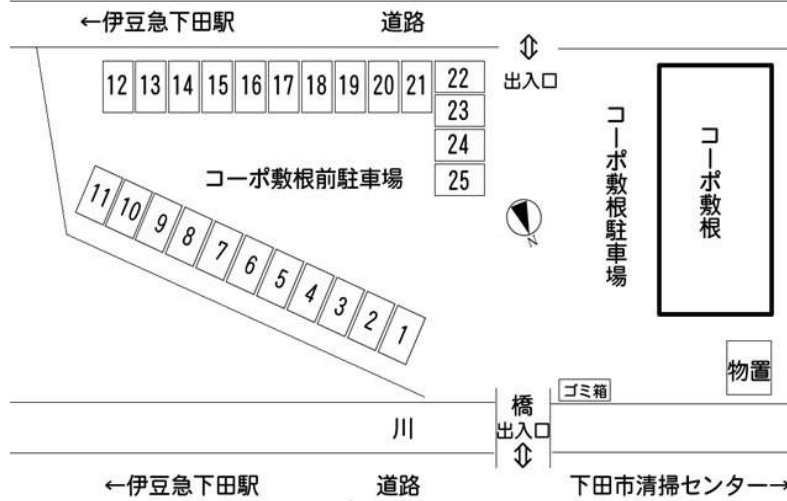 ←伊豆急下田駅 道路
出入口
12 13 14 15 16 17 18 19 20 21 22
23
24
25
コーポ敷根前駐車場
コーポ敷根駐車場
コーポ敷根
11 10 9 8 7 6 5 4 3 2 1
N
物置
ゴミ箱
橋
出入口
川
←伊豆急下田駅 道路 下田市清掃センター→